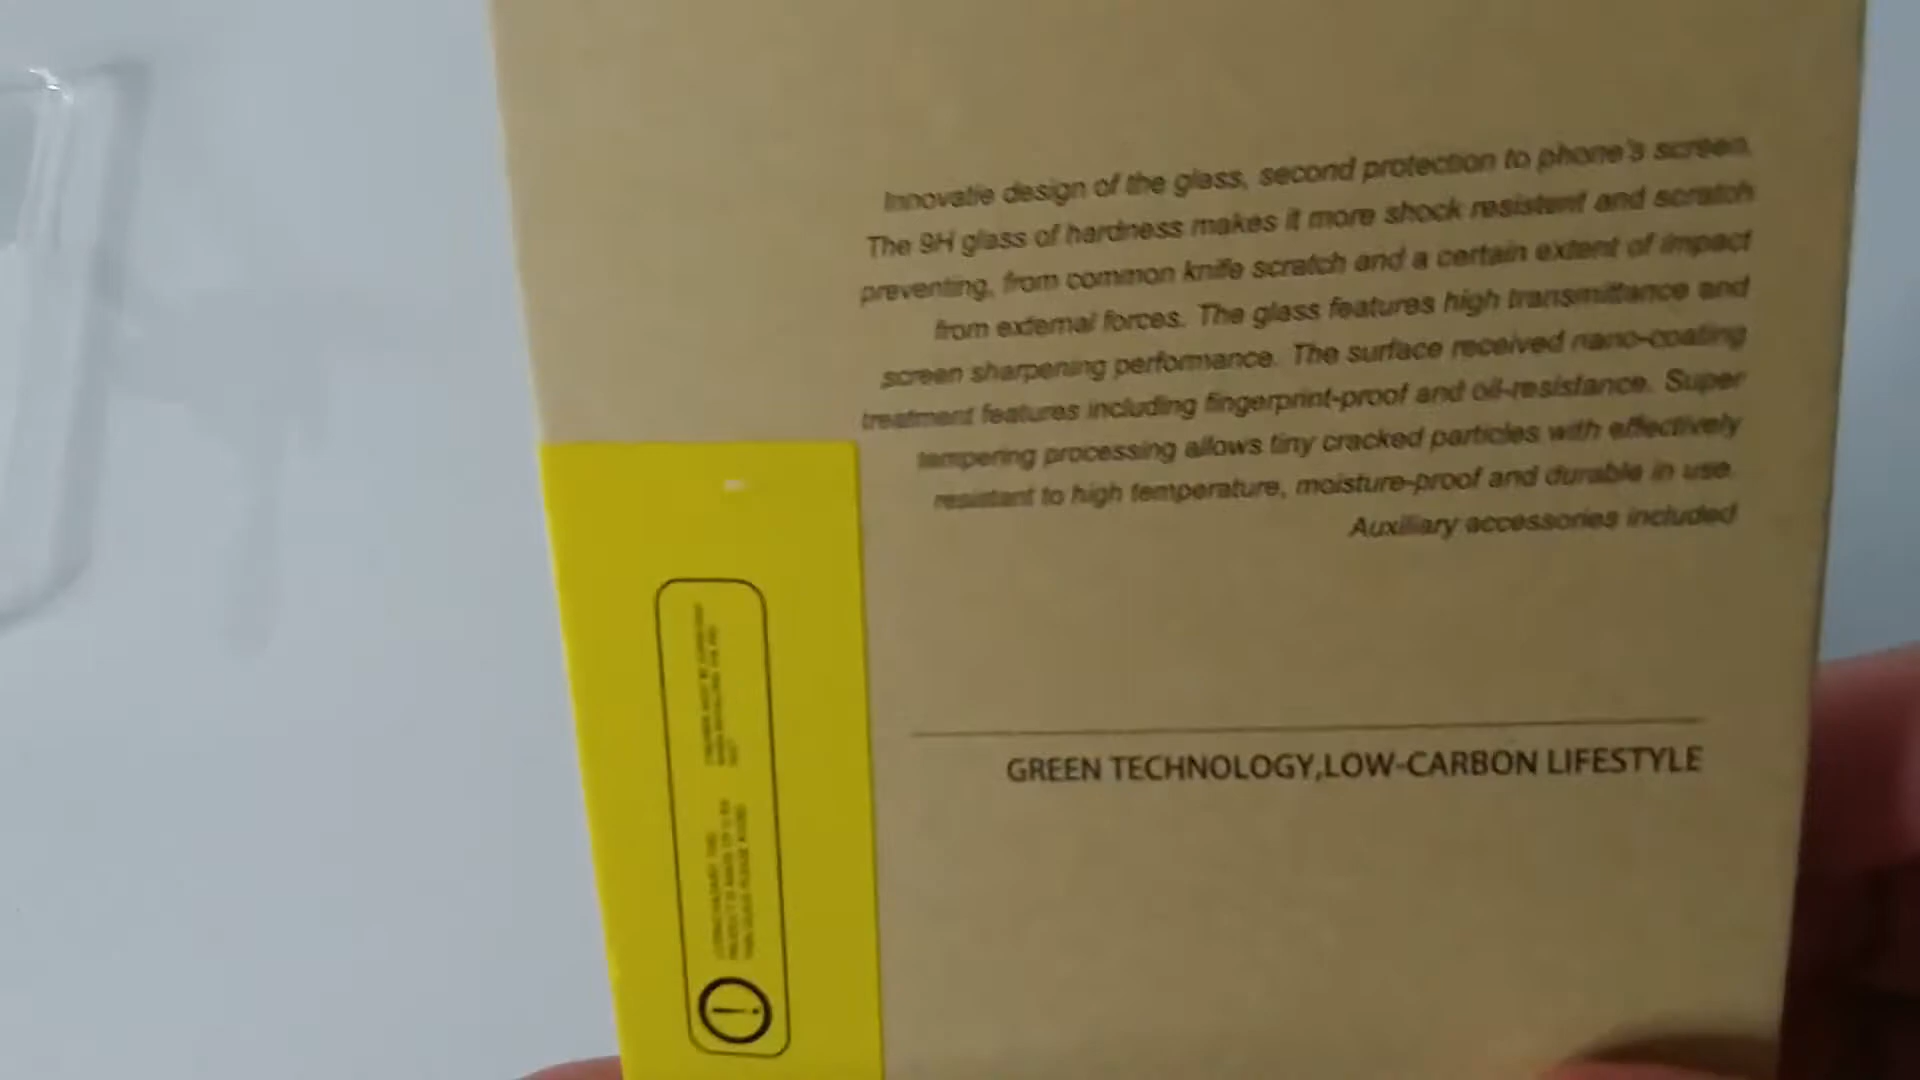 Innovatie design of the glass, second protection to phone's screen.
The 9H glass of hardness makes it more shock resistent and scratch
preventing, from common knife scratch and a certain extent of impact
from external forces. The glass features high transmittance and
screen sharpening performance. The surface received nano-coating
treatment features including fingerprint-proof and oil-resistance. Super
tempering processing allows tiny cracked particles with effectively
resistant to high temperature, moisture-proof and durable in use.
Auxiliary accessories included
GREEN TECHNOLOGY,LOW-CARBON LIFESTYLE